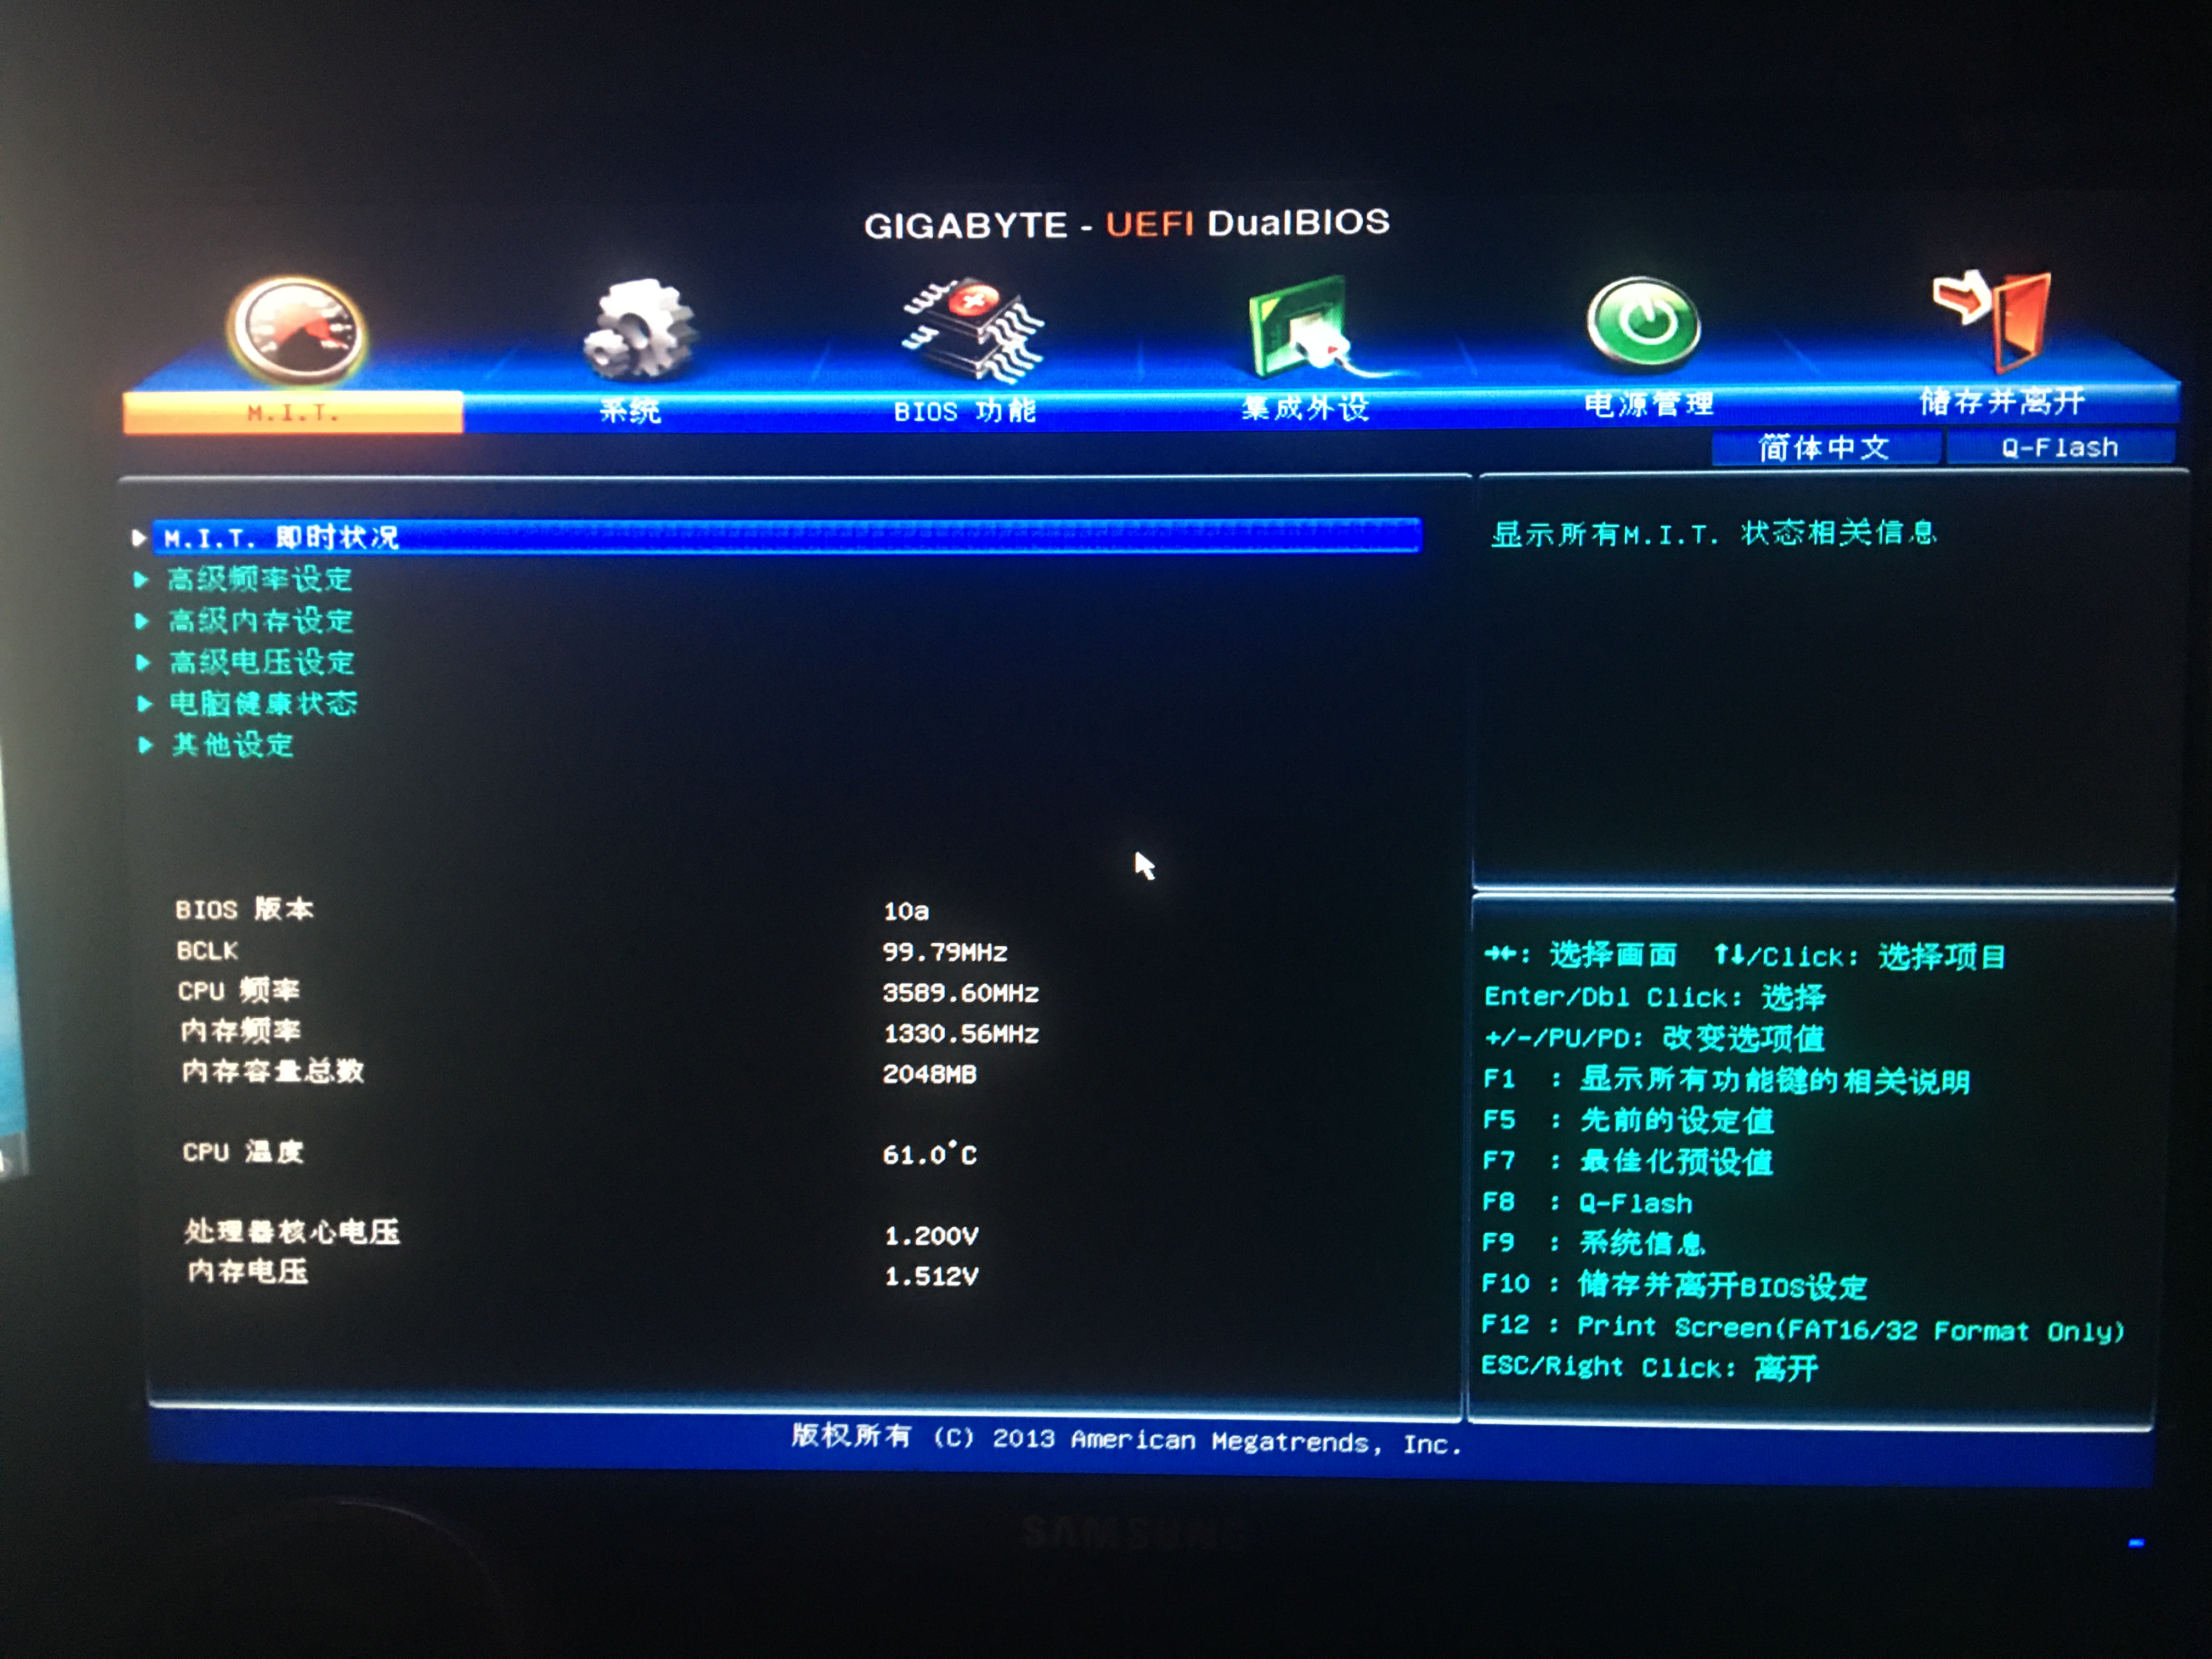 GIGABYTE - UEFI DualBIOS
M.I.T. 系统 BIOS 功能 集成外设 电源管理 储存并离开
简体中文 Q-Flash
M.I.T. 即时状况
高级频率设定
高级内存设定
高级电压设定
电脑健康状态
其他设定
BIOS 版本 10a
BCLK 99.79MHz
CPU 频率 3589.60MHz
内存频率 1330.56MHz
内存容量总数 2048MB
CPU 温度 61.0°C
处理器核心电压 1.200V
内存电压 1.512V
显示所有M.I.T. 状态相关信息
→←: 选择画面 ↑↓/Click: 选择项目
Enter/Dbl Click: 选择
+/-/PU/PD: 改变选项值
F1 : 显示所有功能键的相关说明
F5 : 先前的设定值
F7 : 最佳化预设值
F8 : Q-Flash
F9 : 系统信息
F10 : 储存并离开BIOS设定
F12 : Print Screen(FAT16/32 Format Only)
ESC/Right Click: 离开
版权所有 (C) 2013 American Megatrends, Inc.
SAMSUNG